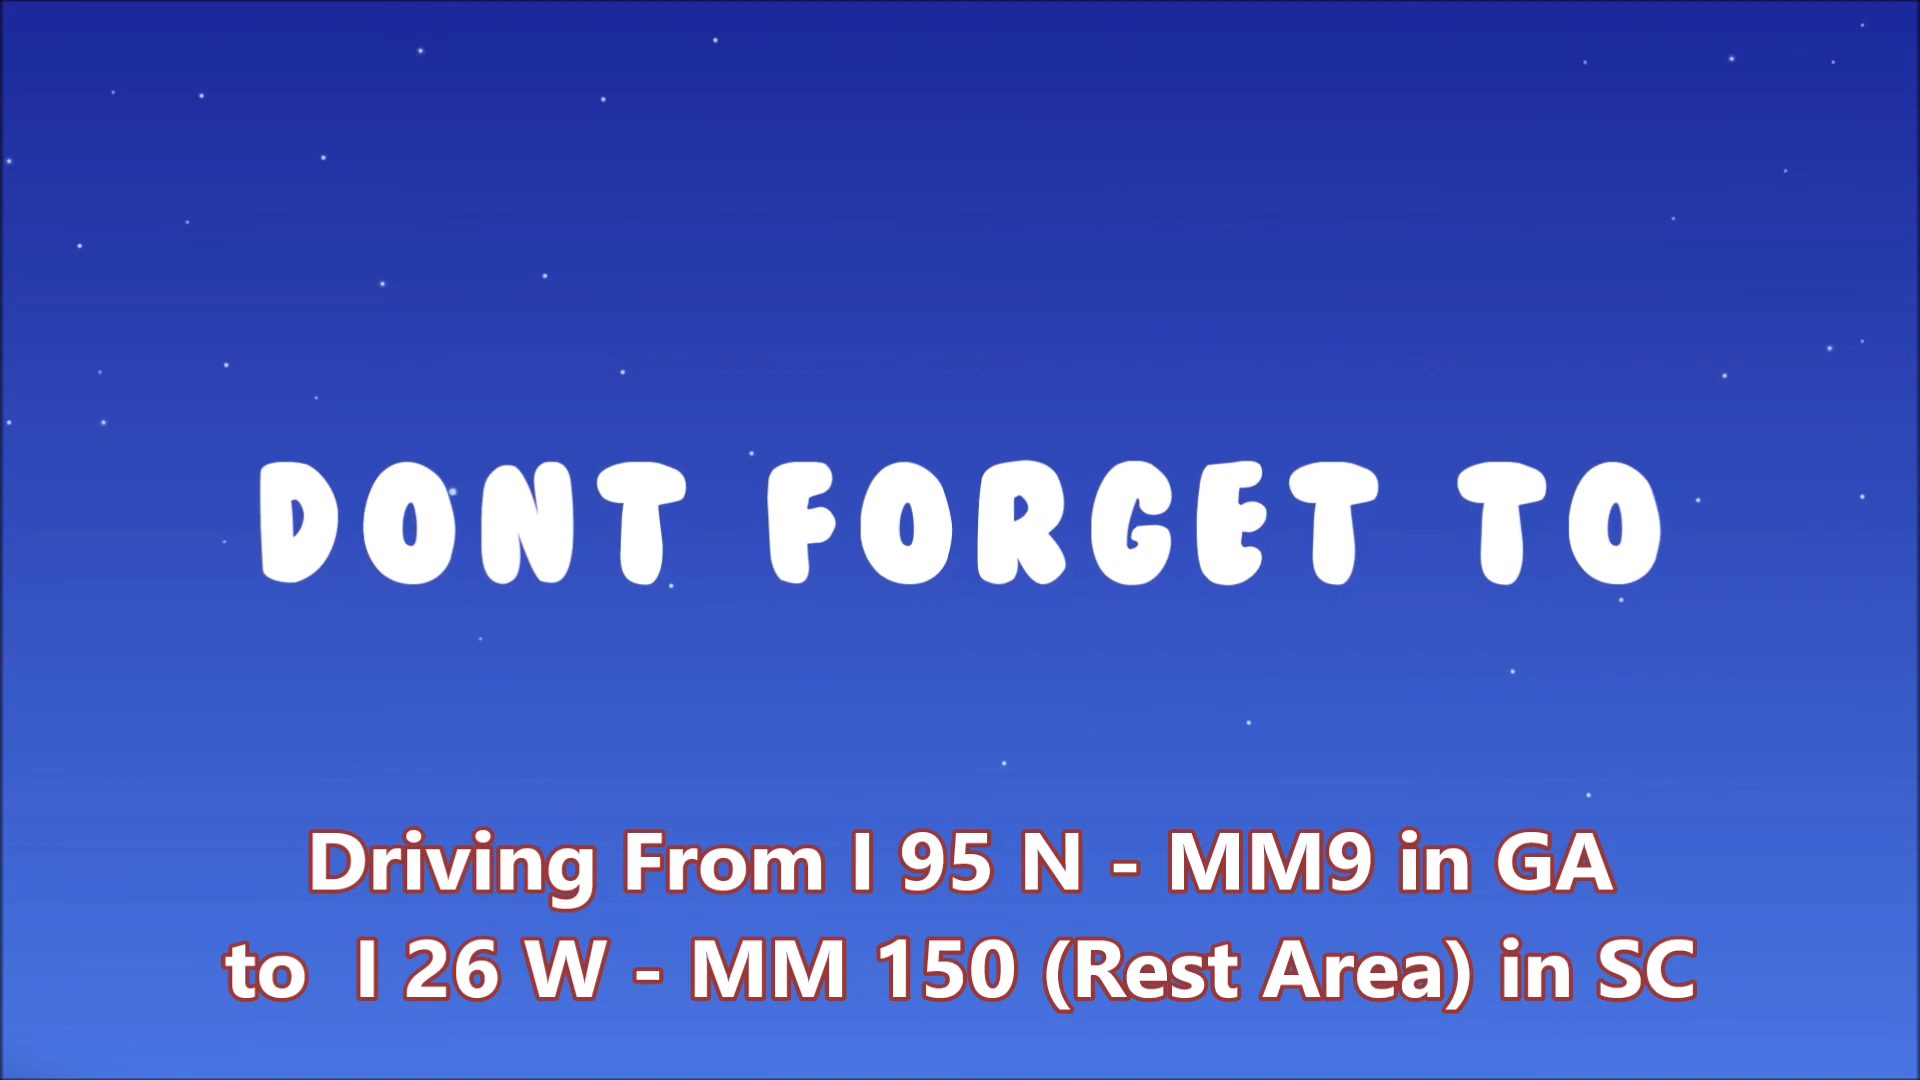 DONT FORGET TO
Driving From I 95 N - MM9 in GA
to  I 26 W - MM 150 (Rest Area) in SC